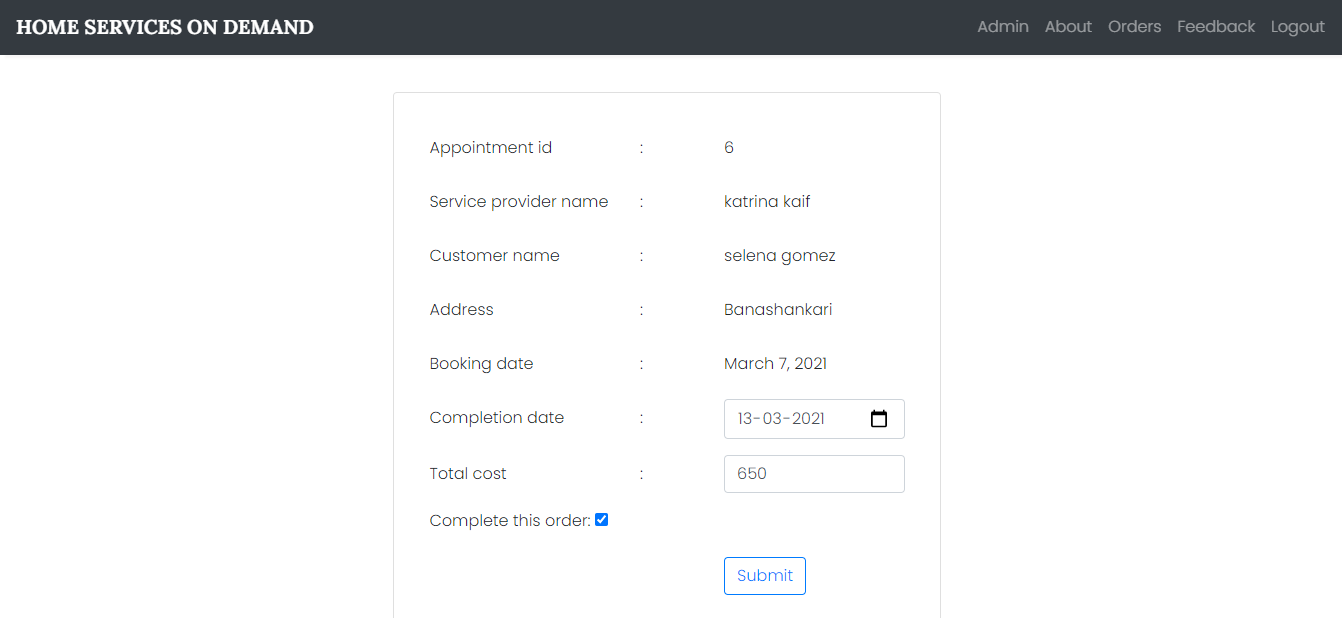 HOME SERVICES ON DEMAND Admin About Orders Feedback Logout
Appointment id : 6
Service provider name : katrina kaif
Customer name : selena gomez
Address : Banashankari
Booking date : March 7, 2021
Completion date : 13-03-2021
Total cost : 650
Complete this order:
Submit